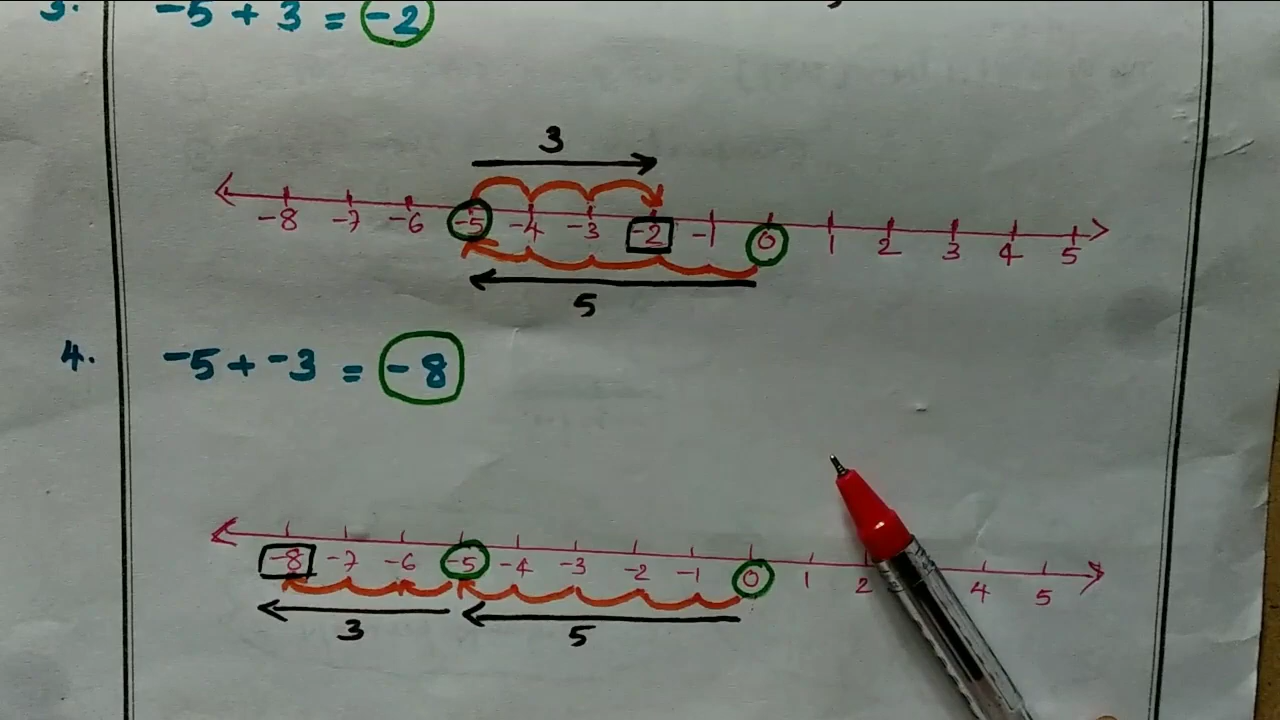 3. -5 + 3 = -2
3
-8 -7 -6 -5 -4 -3 -2 -1 0 1 2 3 4 5
5
4. -5 + -3 = -8
-8 -7 -6 -5 -4 -3 -2 -1 0 1 2 4 5
3 5